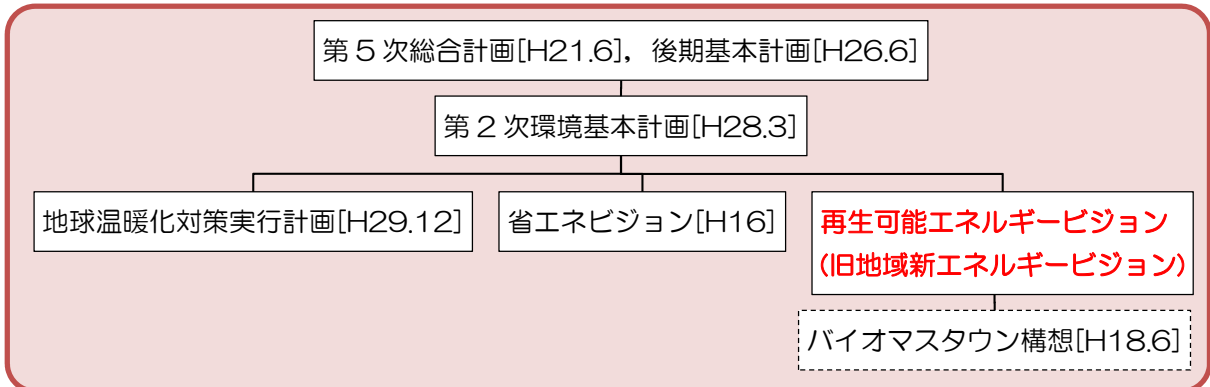 第５次総合計画[H21.6], 後期基本計画[H26.6]
第２次環境基本計画[H28.3]
地球温暖化対策実行計画[H29.12]
省エネビジョン[H16]
再生可能エネルギービジョン
(旧地域新エネルギービジョン)
バイオマスタウン構想[H18.6]